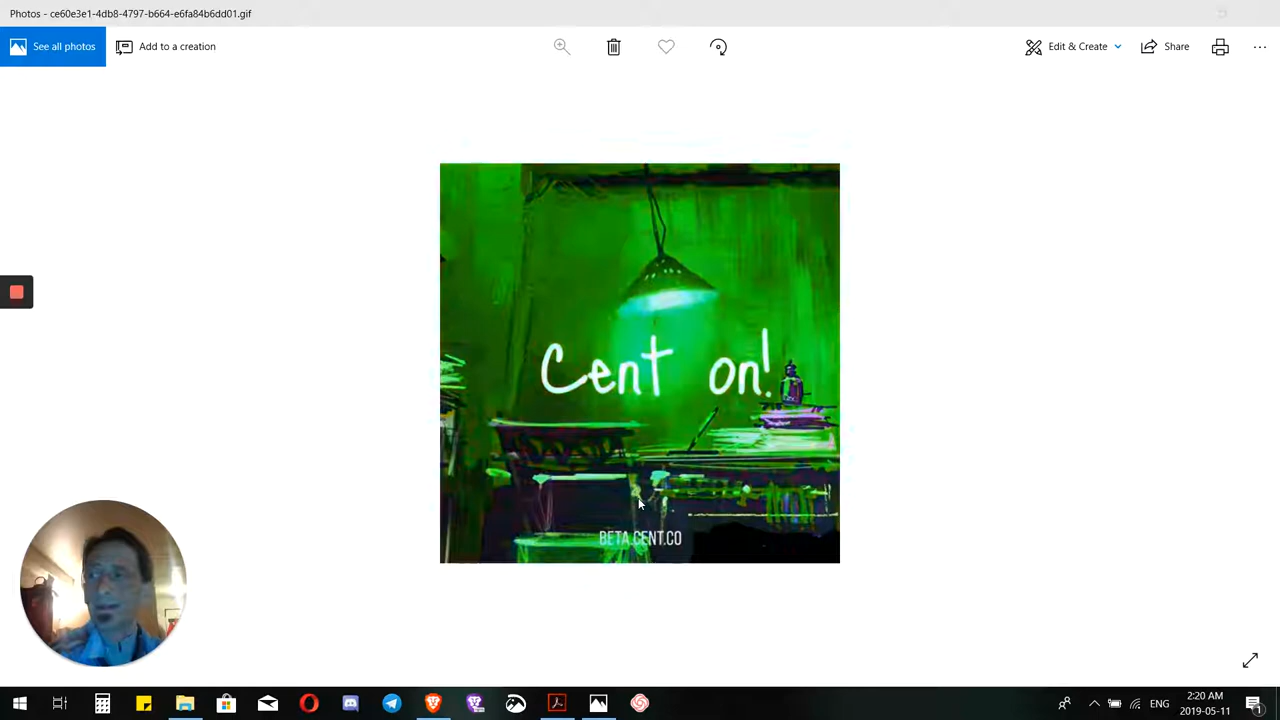 Photos - ce60e3e1-4db8-4797-b664-e6fa84b6dd01.gif
See all photos
Add to a creation
Edit & Create
Share
Cent on!
BETA.CENT.CO
ENG
2:20 AM
2019-05-11
1